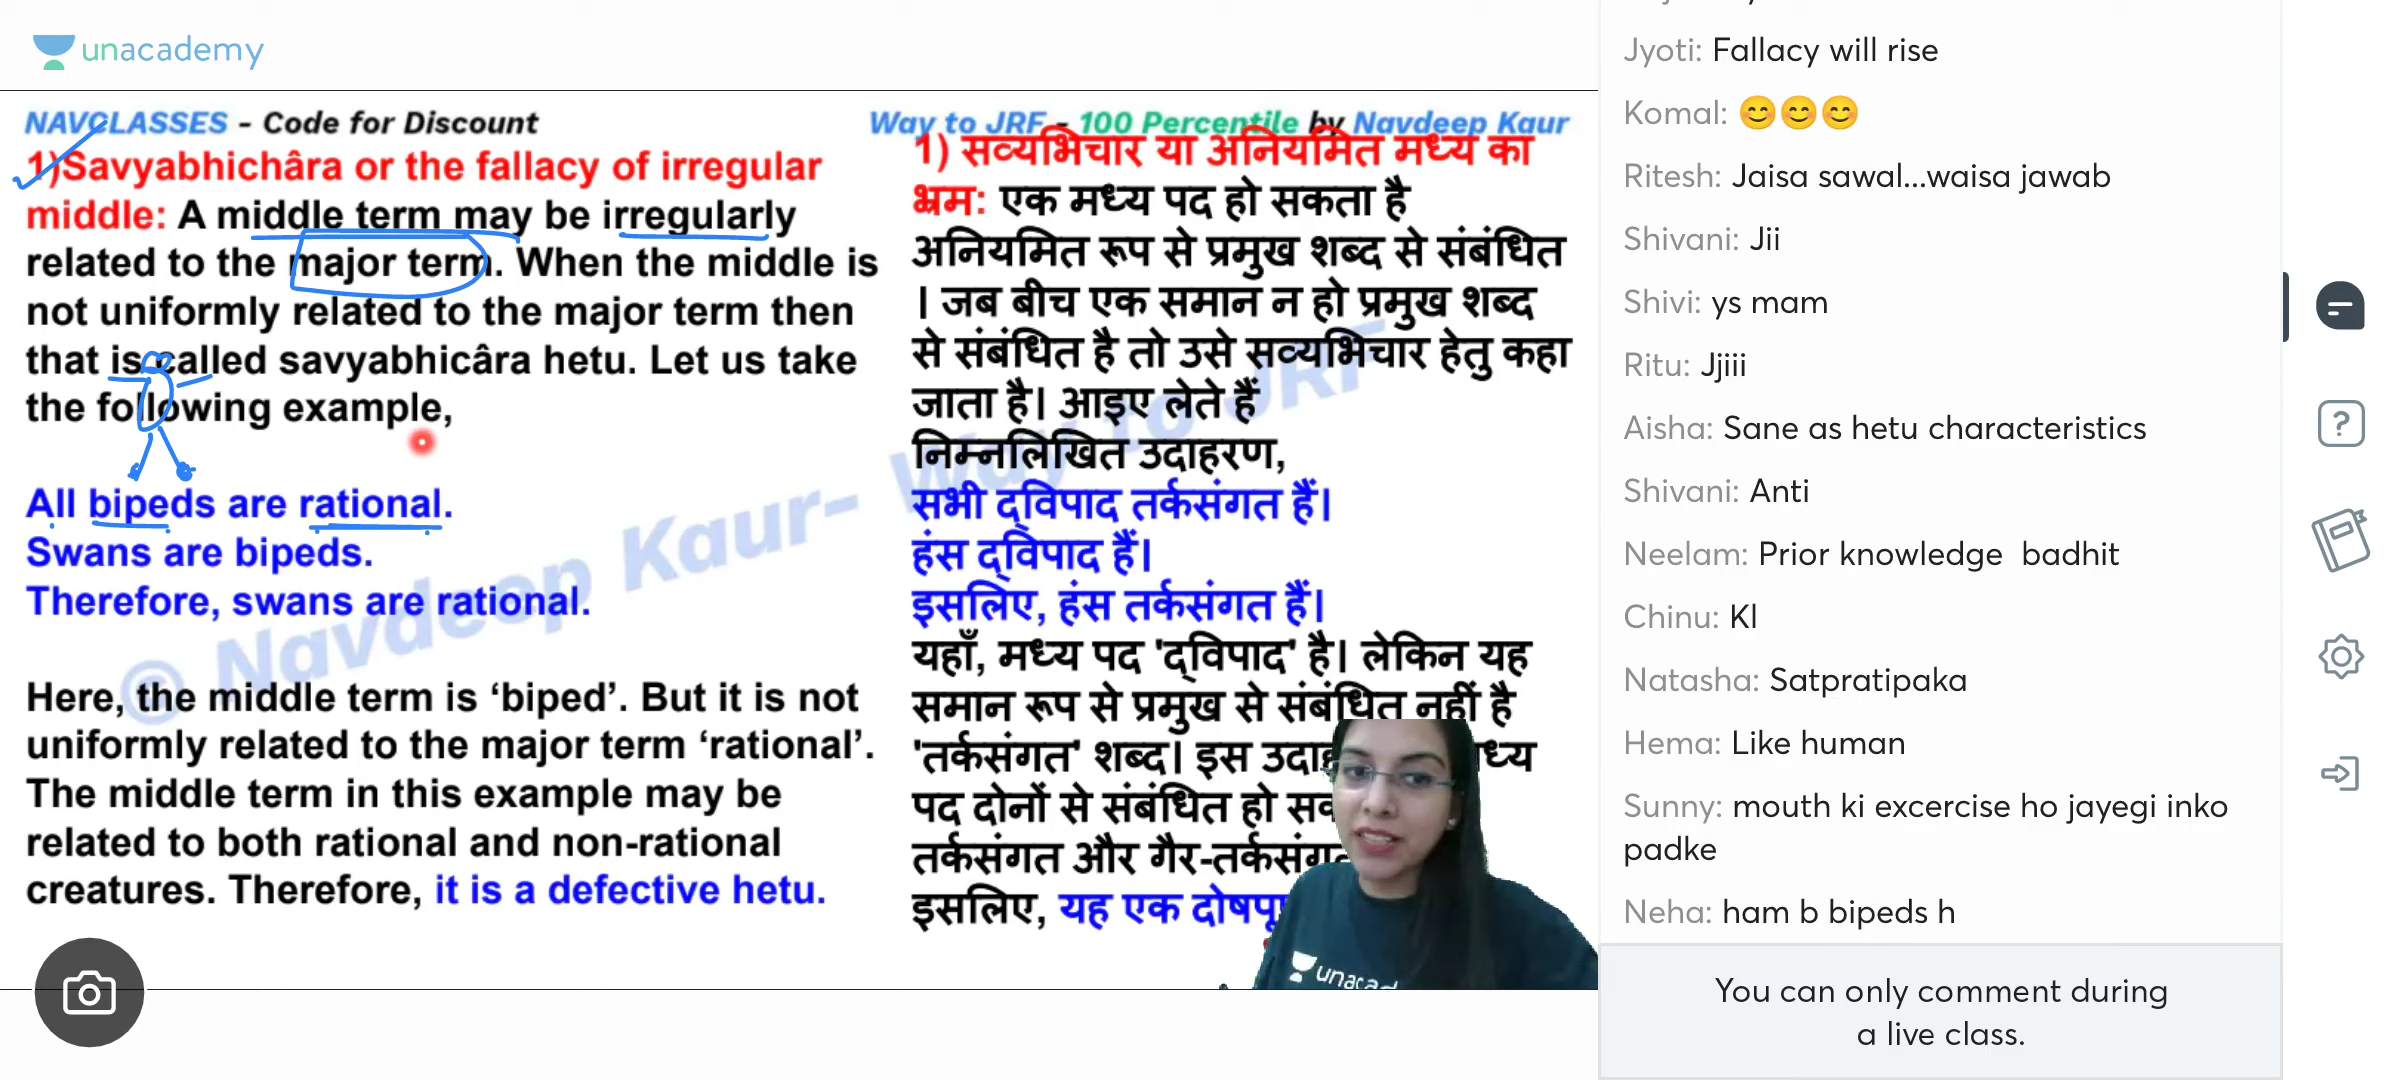 unacademy
NAVCLASSES - Code for Discount
Way to JRF - 100 Percentile by Navdeep Kaur
1)Savyabhichâra or the fallacy of irregular
middle: A middle term may be irregularly
related to the major term. When the middle is
not uniformly related to the major term then
that is called savyabhicâra hetu. Let us take
the following example,
All bipeds are rational.
Swans are bipeds.
Therefore, swans are rational.
Here, the middle term is ‘biped’. But it is not
uniformly related to the major term ‘rational’.
The middle term in this example may be
related to both rational and non-rational
creatures. Therefore, it is a defective hetu.
1) सव्यभिचार या अनियमित मध्य का
भ्रम: एक मध्य पद हो सकता है
अनियमित रूप से प्रमुख शब्द से संबंधित
। जब बीच एक समान न हो प्रमुख शब्द
से संबंधित है तो उसे सव्यभिचार हेतु कहा
जाता है। आइए लेते हैं
निम्नलिखित उदाहरण,
सभी द्विपाद तर्कसंगत हैं।
हंस द्विपाद हैं।
इसलिए, हंस तर्कसंगत हैं।
यहाँ, मध्य पद 'द्विपाद' है। लेकिन यह
समान रूप से प्रमुख से संबंधित नहीं है
'तर्कसंगत' शब्द। इस
पद दोनों से संबंधित हो
तर्कसंगत और
इसलिए, यह एक
© Navdeep Kaur- Way to JRF
unacad
Jyoti: Fallacy will rise
Komal: 😊😊😊
Ritesh: Jaisa sawal...waisa jawab
Shivani: Jii
Shivi: ys mam
Ritu: Jjiii
Aisha: Sane as hetu characteristics
Shivani: Anti
Neelam: Prior knowledge badhit
Chinu: Kl
Natasha: Satpratipaka
Hema: Like human
Sunny: mouth ki excercise ho jayegi inko
padke
Neha: ham b bipeds h
You can only comment during
a live class.